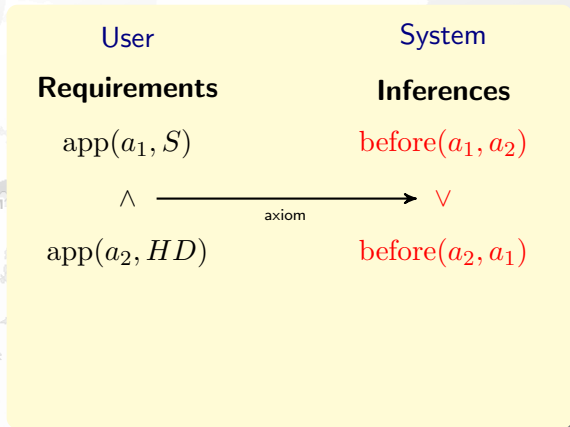 User System
Requirements Inferences
app(a₁, S) before(a₁, a₂)
∧ ∨
axiom
app(a₂, HD) before(a₂, a₁)